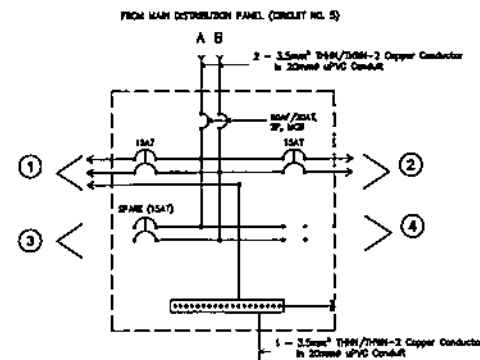 FROM MAIN DISTRIBUTION PANEL (CIRCUIT NO. 5)
A B
2 - 3.5mm² THHN/THWN-2 Copper Conductor
in 20mmø uPVC Conduit
2P, MCB
15AT
15AT
1
2
SPARE (15AT)
3
4
1 - 3.5mm² THHN/THWN-2 Copper Conductor
in 20mmø uPVC Conduit